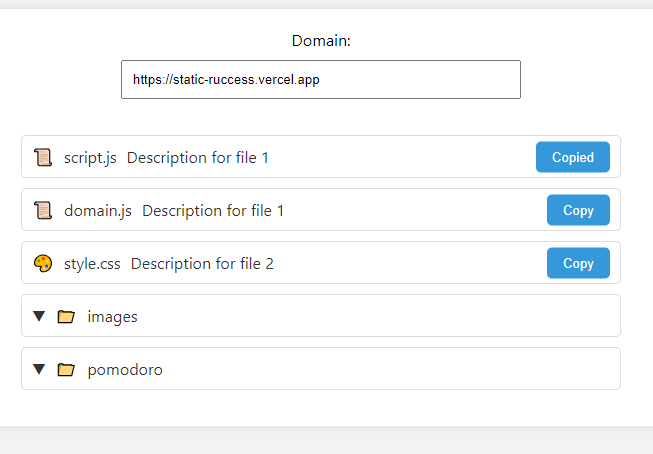 Domain:
https://static-ruccess.vercel.app
script.js Description for file 1 Copied
domain.js Description for file 1 Copy
style.css Description for file 2 Copy
images
pomodoro